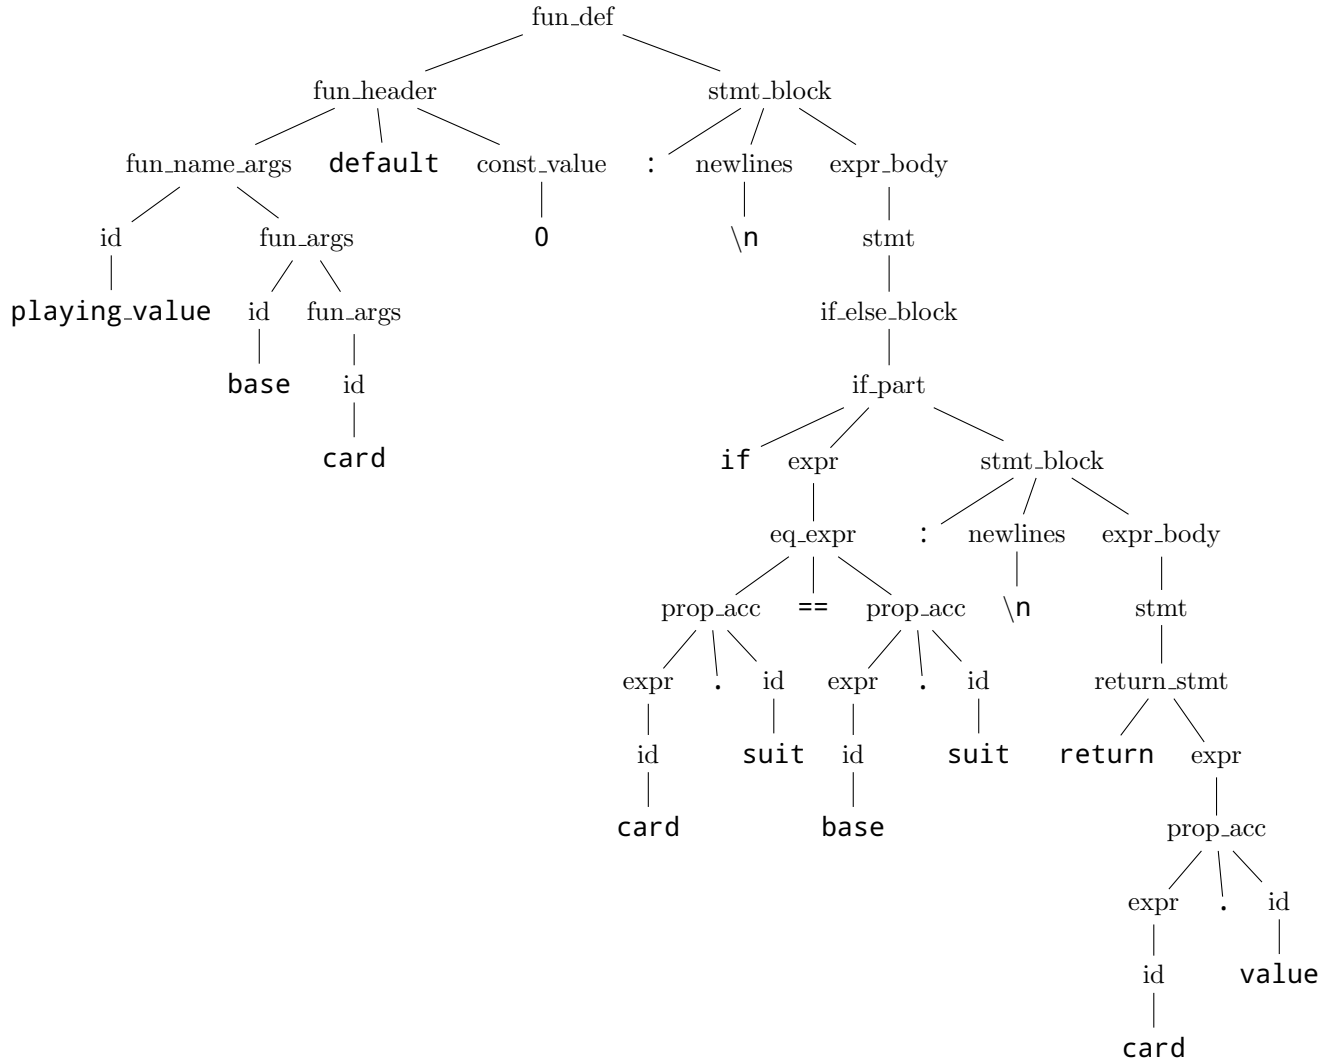 fun_def
fun_header stmt_block
fun_name_args default const_value : newlines expr_body
id fun_args 0 \n stmt
playing_value id fun_args if_else_block
base id if_part
card if expr stmt_block
eq_expr : newlines expr_body
prop_acc == prop_acc \n stmt
expr . id expr . id return_stmt
id suit id suit return expr
card base prop_acc
expr . id
id value
card